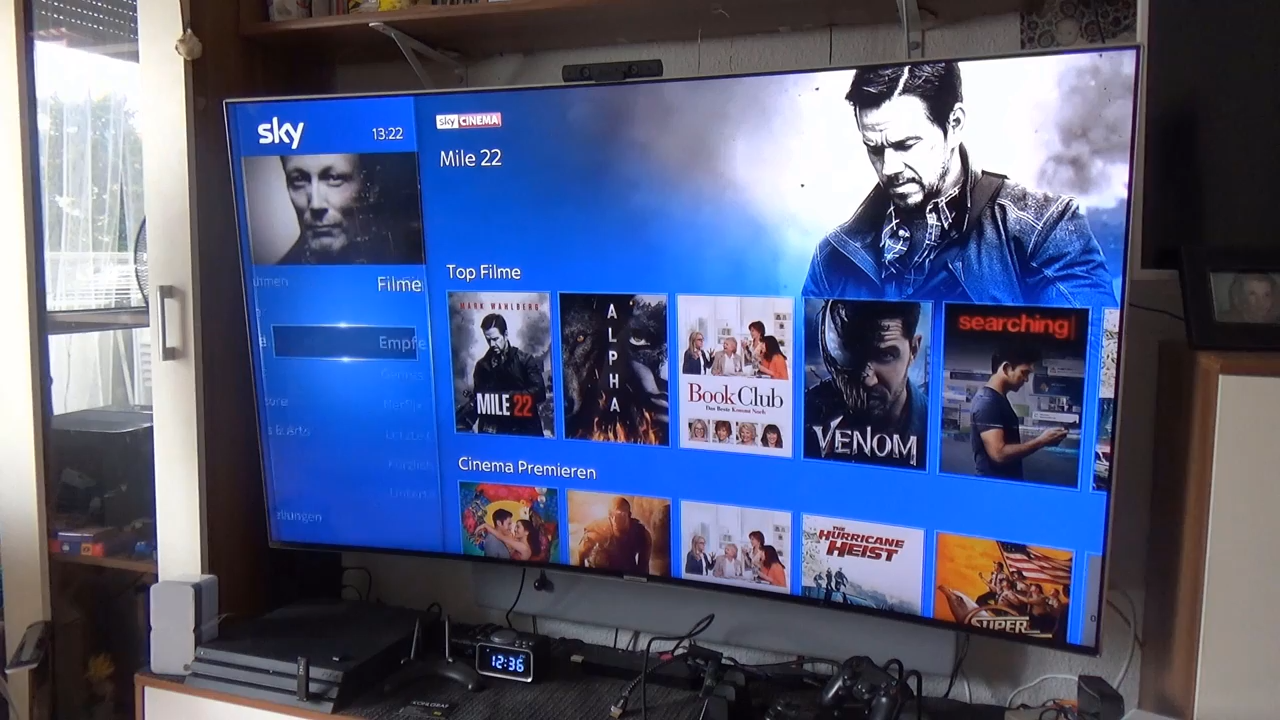 sky
13:22
sky CINEMA
Mile 22
Filme
Empfe
Top Filme
MARK WAHLBERG
MILE 22
ALPHA
Book Club
Das Beste kommt noch
VENOM
searching
Cinema Premieren
THE
HURRICANE
HEIST
SUPER
12:36